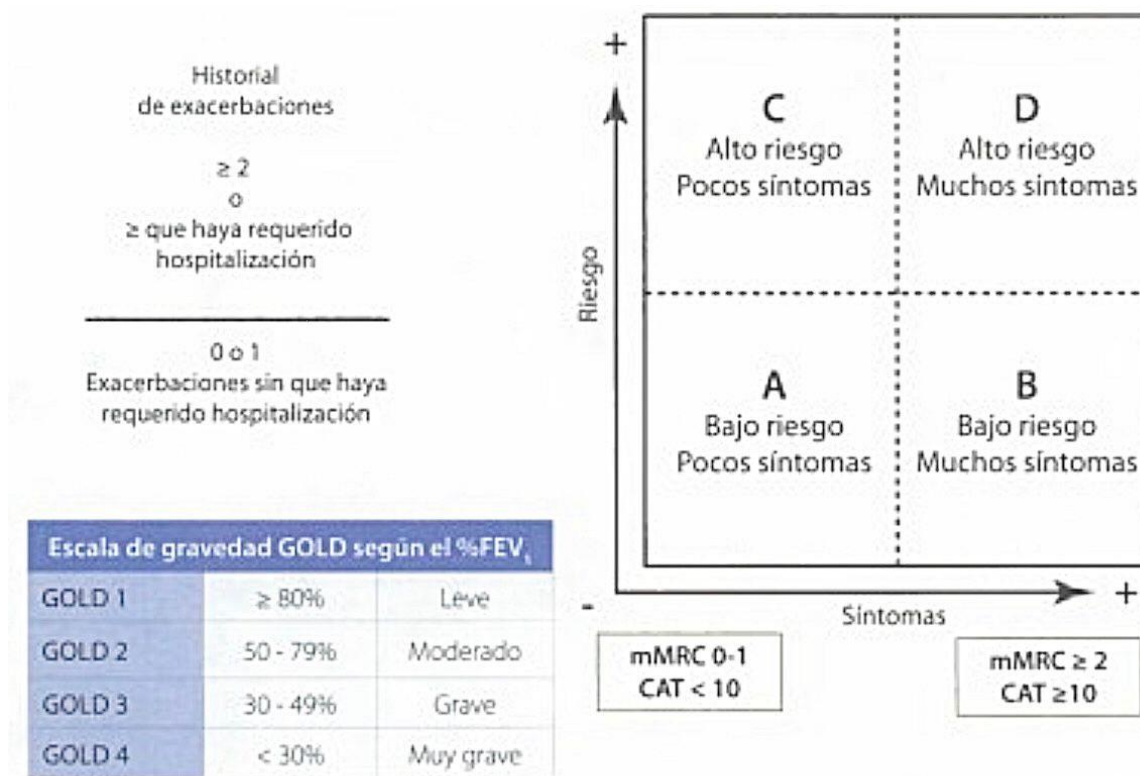 Historial
de exacerbaciones
≥ 2
o
≥ que haya requerido
hospitalización
0 o 1
Exacerbaciones sin que haya
requerido hospitalización
+
Riesgo
C
Alto riesgo
Pocos síntomas
D
Alto riesgo
Muchos síntomas
A
Bajo riesgo
Pocos síntomas
B
Bajo riesgo
Muchos síntomas
-
Síntomas
+
mMRC 0-1
CAT < 10
mMRC ≥ 2
CAT ≥10
Escala de gravedad GOLD según el %FEV₁
GOLD 1 ≥ 80% Leve
GOLD 2 50 - 79% Moderado
GOLD 3 30 - 49% Grave
GOLD 4 < 30% Muy grave